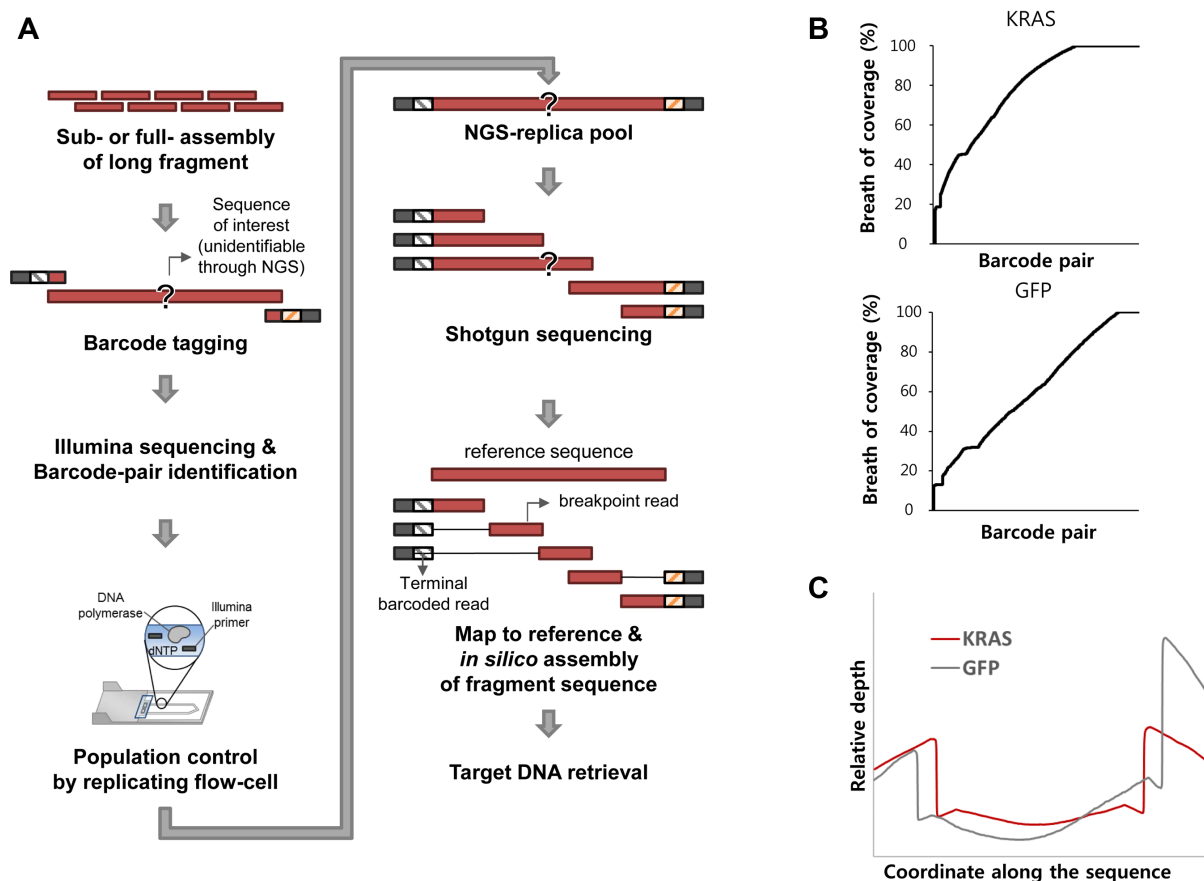 A
Sub- or full- assembly
of long fragment
Sequence
of interest
(unidentifiable
through NGS)
?
Barcode tagging
Illumina sequencing &
Barcode-pair identification
DNA
polymerase
Illumina
primer
dNTP
Population control
by replicating flow-cell
?
NGS-replica pool
?
Shotgun sequencing
reference sequence
breakpoint read
Terminal
barcoded read
Map to reference &
in silico assembly
of fragment sequence
Target DNA retrieval
B
KRAS
Breath of coverage (%)
100
80
60
40
20
0
Barcode pair
GFP
Breath of coverage (%)
100
80
60
40
20
0
Barcode pair
C
KRAS
GFP
Relative depth
Coordinate along the sequence